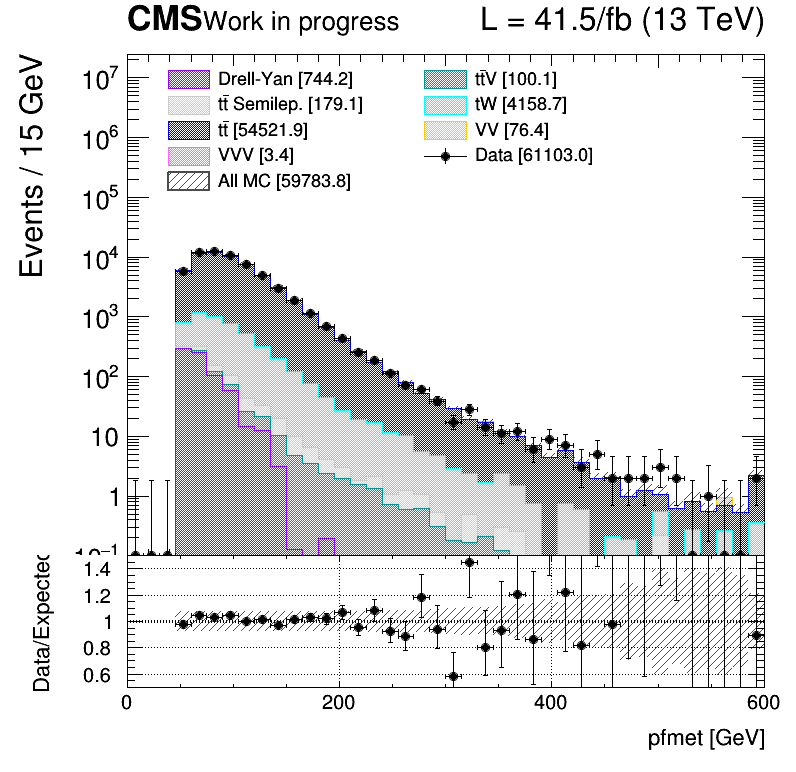 CMS Work in progress L = 41.5/fb (13 TeV)
Events / 15 GeV
Drell-Yan [744.2]
tt̄ Semilep. [179.1]
tt̄ [54521.9]
VVV [3.4]
All MC [59783.8]
tt̄V [100.1]
tW [4158.7]
VV [76.4]
Data [61103.0]
10⁷
10⁶
10⁵
10⁴
10³
10²
10
1
10⁻¹
Data/Expected
1.4
1.2
1
0.8
0.6
0 200 400 600
pfmet [GeV]